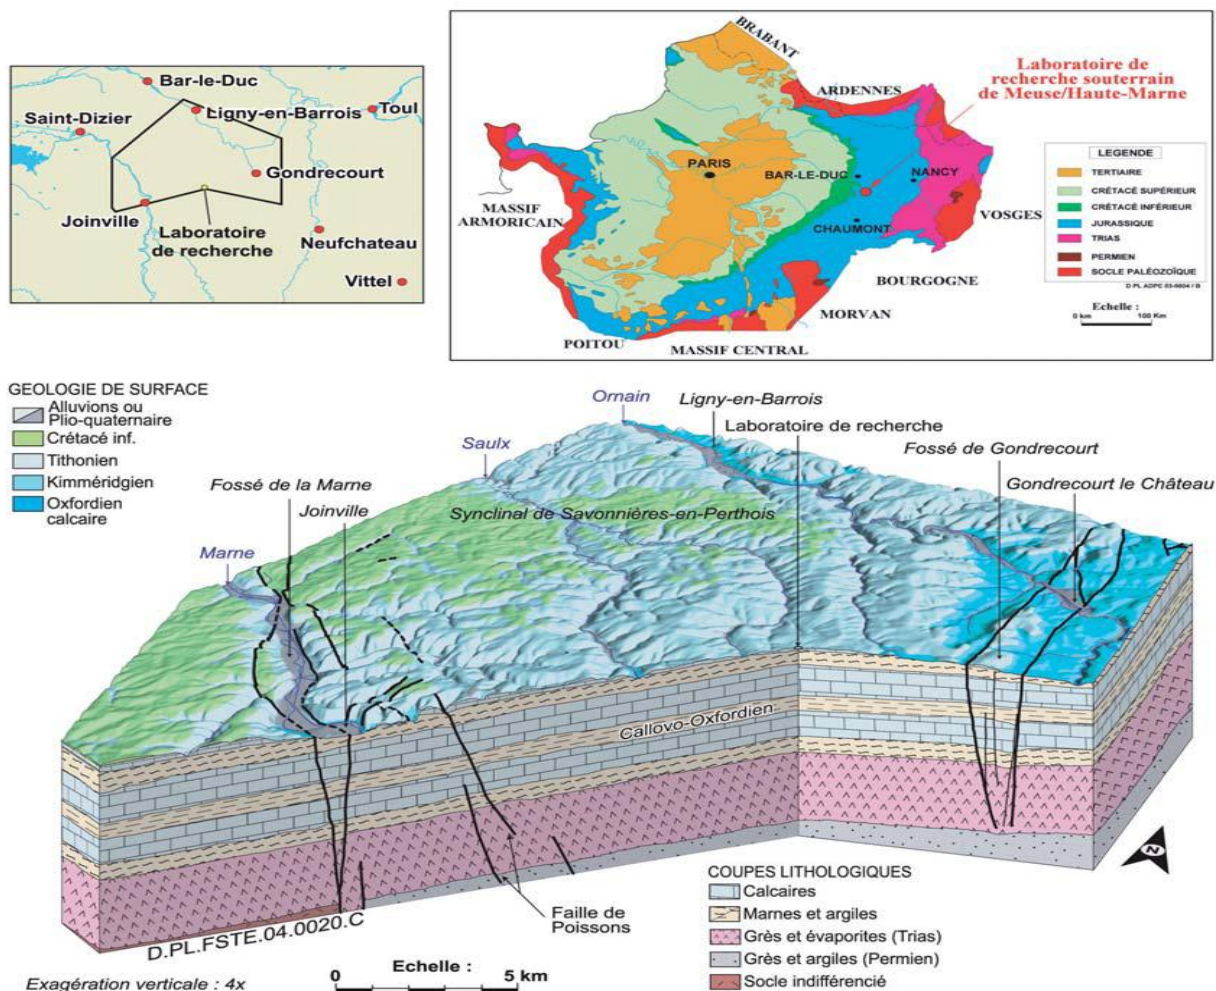 Bar-le-Duc
Ligny-en-Barrois
Toul
Saint-Dizier
Gondrecourt
Joinville
Laboratoire
de recherche
Neufchateau
Vittel
BRABANT
Laboratoire de
recherche souterrain
de Meuse/Haute-Marne
ARDENNES
PARIS
BAR-LE-DUC
NANCY
MASSIF
ARMORICAIN
VOSGES
CHAUMONT
BOURGOGNE
MORVAN
POITOU
MASSIF CENTRAL
LEGENDE
TERTIAIRE
CRÉTACÉ SUPÉRIEUR
CRÉTACÉ INFÉRIEUR
JURASSIQUE
TRIAS
PERMIEN
SOCLE PALÉOZOÏQUE
D PL ADPC 03-0004 / B
Echelle :
0 km 100 Km
GEOLOGIE DE SURFACE
Alluvions ou
Plio-quaternaire
Crétacé inf.
Tithonien
Kimméridgien
Oxfordien
calcaire
Ornain
Ligny-en-Barrois
Laboratoire de recherche
Saulx
Fossé de Gondrecourt
Fossé de la Marne
Gondrecourt le Château
Joinville
Synclinal de Savonnières-en-Perthois
Marne
Callovo-Oxfordien
N
Faille de
Poissons
D.PL.FSTE.04.0020.C
COUPES LITHOLOGIQUES
Calcaires
Marnes et argiles
Grès et évaporites (Trias)
Grès et argiles (Permien)
Socle indifférencié
Exagération verticale : 4x
Echelle :
0 5 km